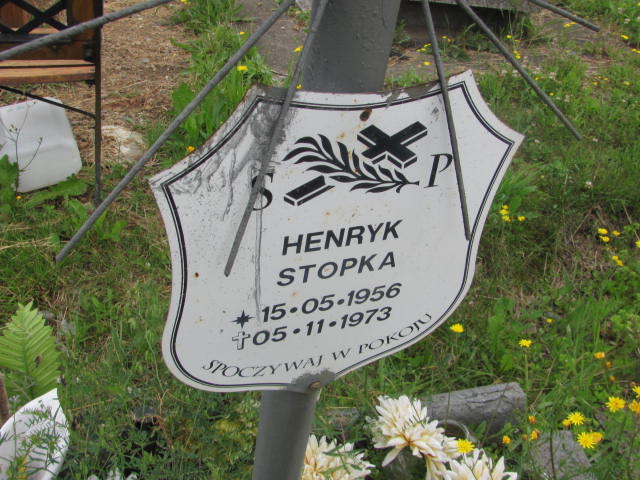 S P
HENRYK
STOPKA
15·05·1956
05·11·1973
SPOCZYWAJ W POKOJU